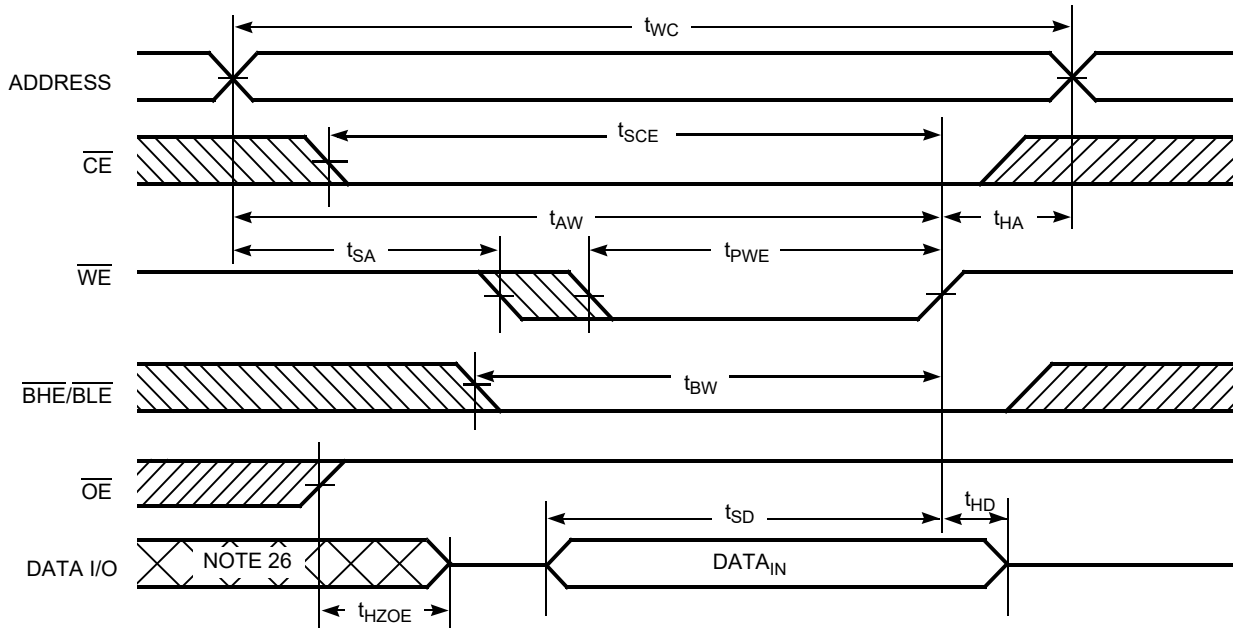 tWC
ADDRESS
tSCE
CE
tAW
tHA
tSA
tPWE
WE
tBW
BHE/BLE
OE
tSD
tHD
DATA I/O
NOTE 26
DATAIN
tHZOE